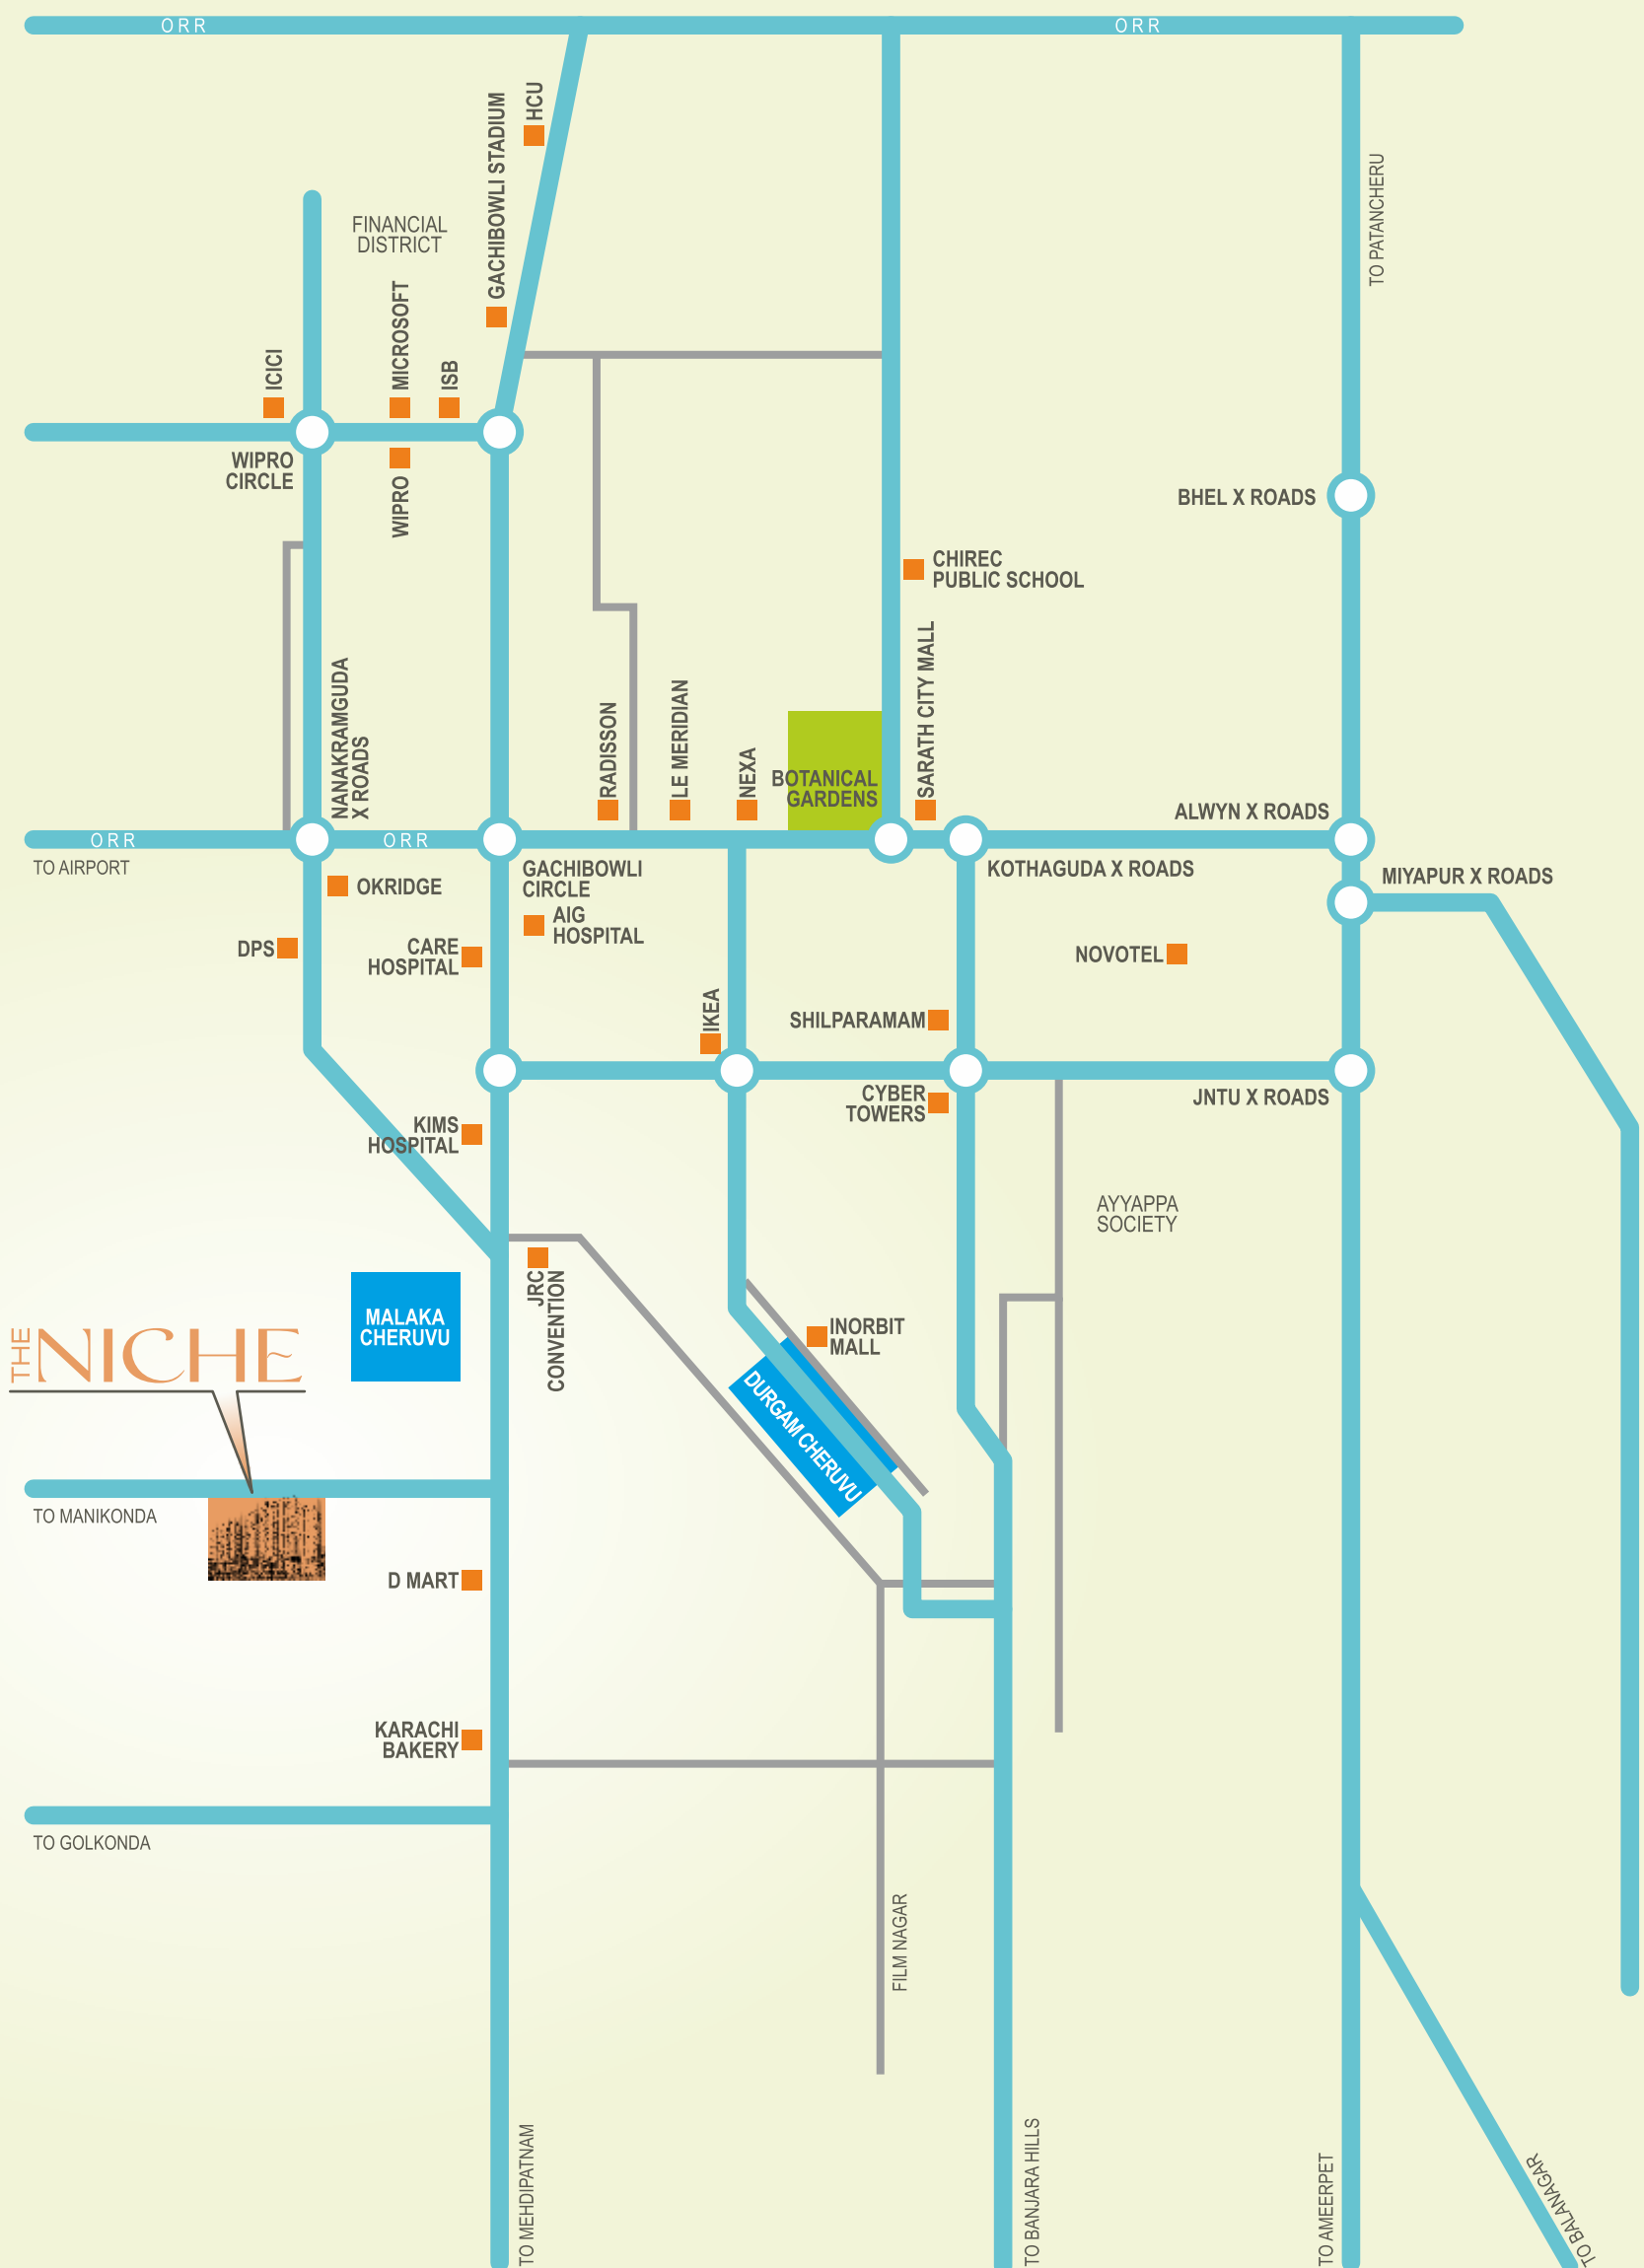 ORR
ORR
HCU
GACHIBOWLI STADIUM
TO PATANCHERU
FINANCIAL
DISTRICT
MICROSOFT
ICICI
ISB
WIPRO
CIRCLE
WIPRO
BHEL X ROADS
CHIREC
PUBLIC SCHOOL
NANAKRAMGUDA
X ROADS
RADISSON
LE MERIDIAN
NEXA
BOTANICAL
GARDENS
SARATH CITY MALL
ALWYN X ROADS
ORR
ORR
TO AIRPORT
GACHIBOWLI
CIRCLE
KOTHAGUDA X ROADS
MIYAPUR X ROADS
OKRIDGE
AIG
HOSPITAL
DPS
CARE
HOSPITAL
NOVOTEL
IKEA
SHILPARAMAM
CYBER
TOWERS
JNTU X ROADS
KIMS
HOSPITAL
AYYAPPA
SOCIETY
JRC
CONVENTION
MALAKA
CHERUVU
INORBIT
MALL
THE
NICHE
DURGAM CHERUVU
TO MANIKONDA
D MART
KARACHI
BAKERY
TO GOLKONDA
FILM NAGAR
TO MEHDIPATNAM
TO BANJARA HILLS
TO AMEERPET
TO BALANAGAR